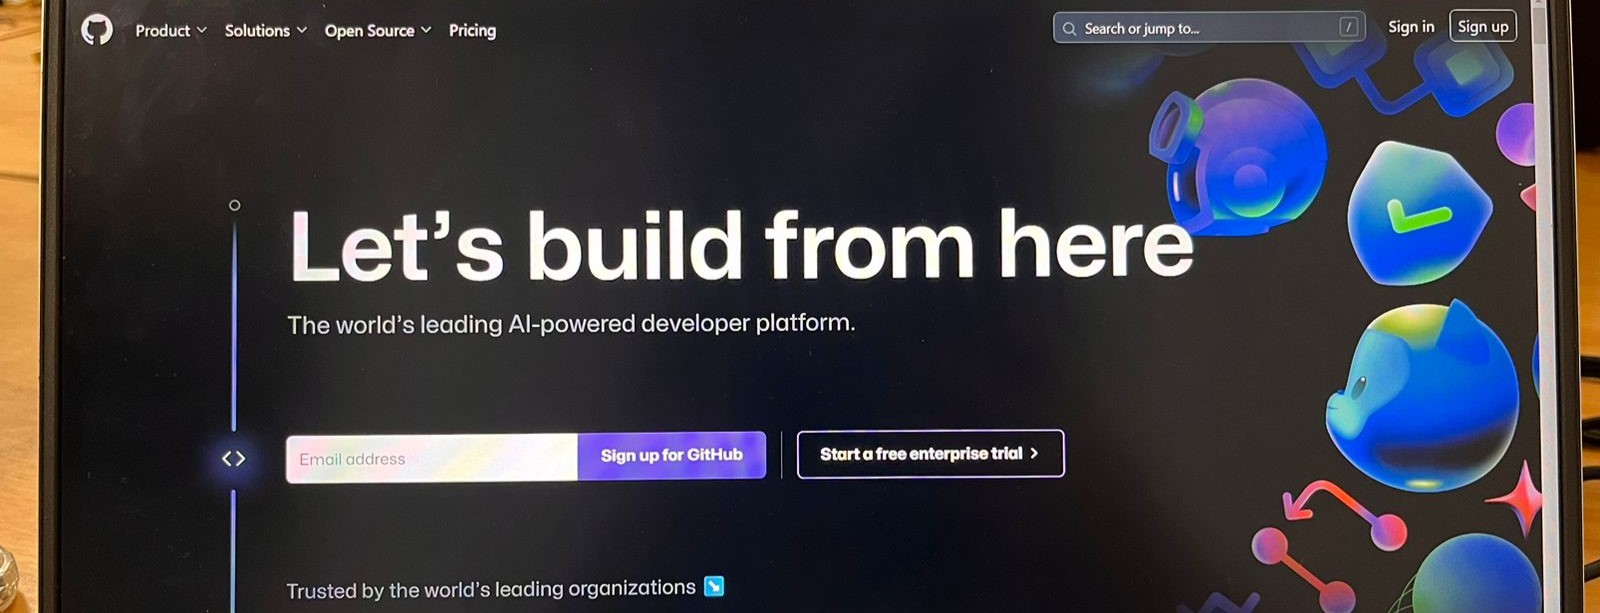 Product Solutions Open Source Pricing Search or jump to... / Sign in Sign up
Let's build from here
The world's leading AI-powered developer platform.
Email address Sign up for GitHub Start a free enterprise trial >
Trusted by the world's leading organizations ↘